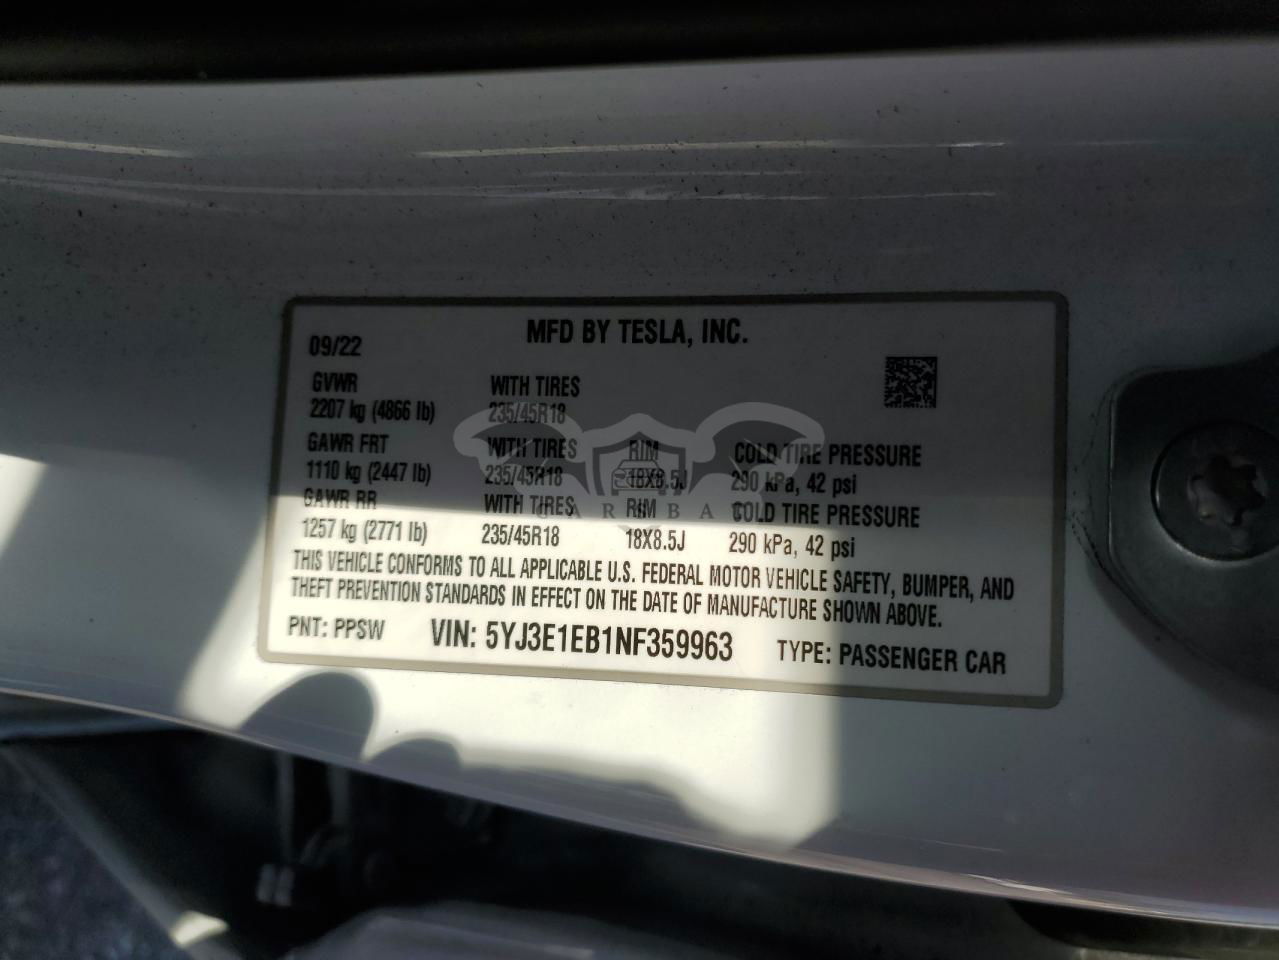 MFD BY TESLA, INC.
09/22
GVWR WITH TIRES
2207 kg (4866 lb) 235/45R18
GAWR FRT WITH TIRES RIM COLD TIRE PRESSURE
1110 kg (2447 lb) 235/45R18 18X8.5J 290 kPa, 42 psi
GAWR RR WITH TIRES RIM COLD TIRE PRESSURE
1257 kg (2771 lb) 235/45R18 18X8.5J 290 kPa, 42 psi
THIS VEHICLE CONFORMS TO ALL APPLICABLE U.S. FEDERAL MOTOR VEHICLE SAFETY, BUMPER, AND
THEFT PREVENTION STANDARDS IN EFFECT ON THE DATE OF MANUFACTURE SHOWN ABOVE.
PNT: PPSW VIN: 5YJ3E1EB1NF359963 TYPE: PASSENGER CAR